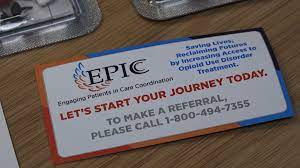 EPIC
Engaging Patients in Care Coordination
Saving Lives;
Reclaiming Futures
by Increasing Access to
Opioid Use Disorder
Treatment.
LET'S START YOUR JOURNEY TODAY.
TO MAKE A REFERRAL,
PLEASE CALL 1-800-494-7355